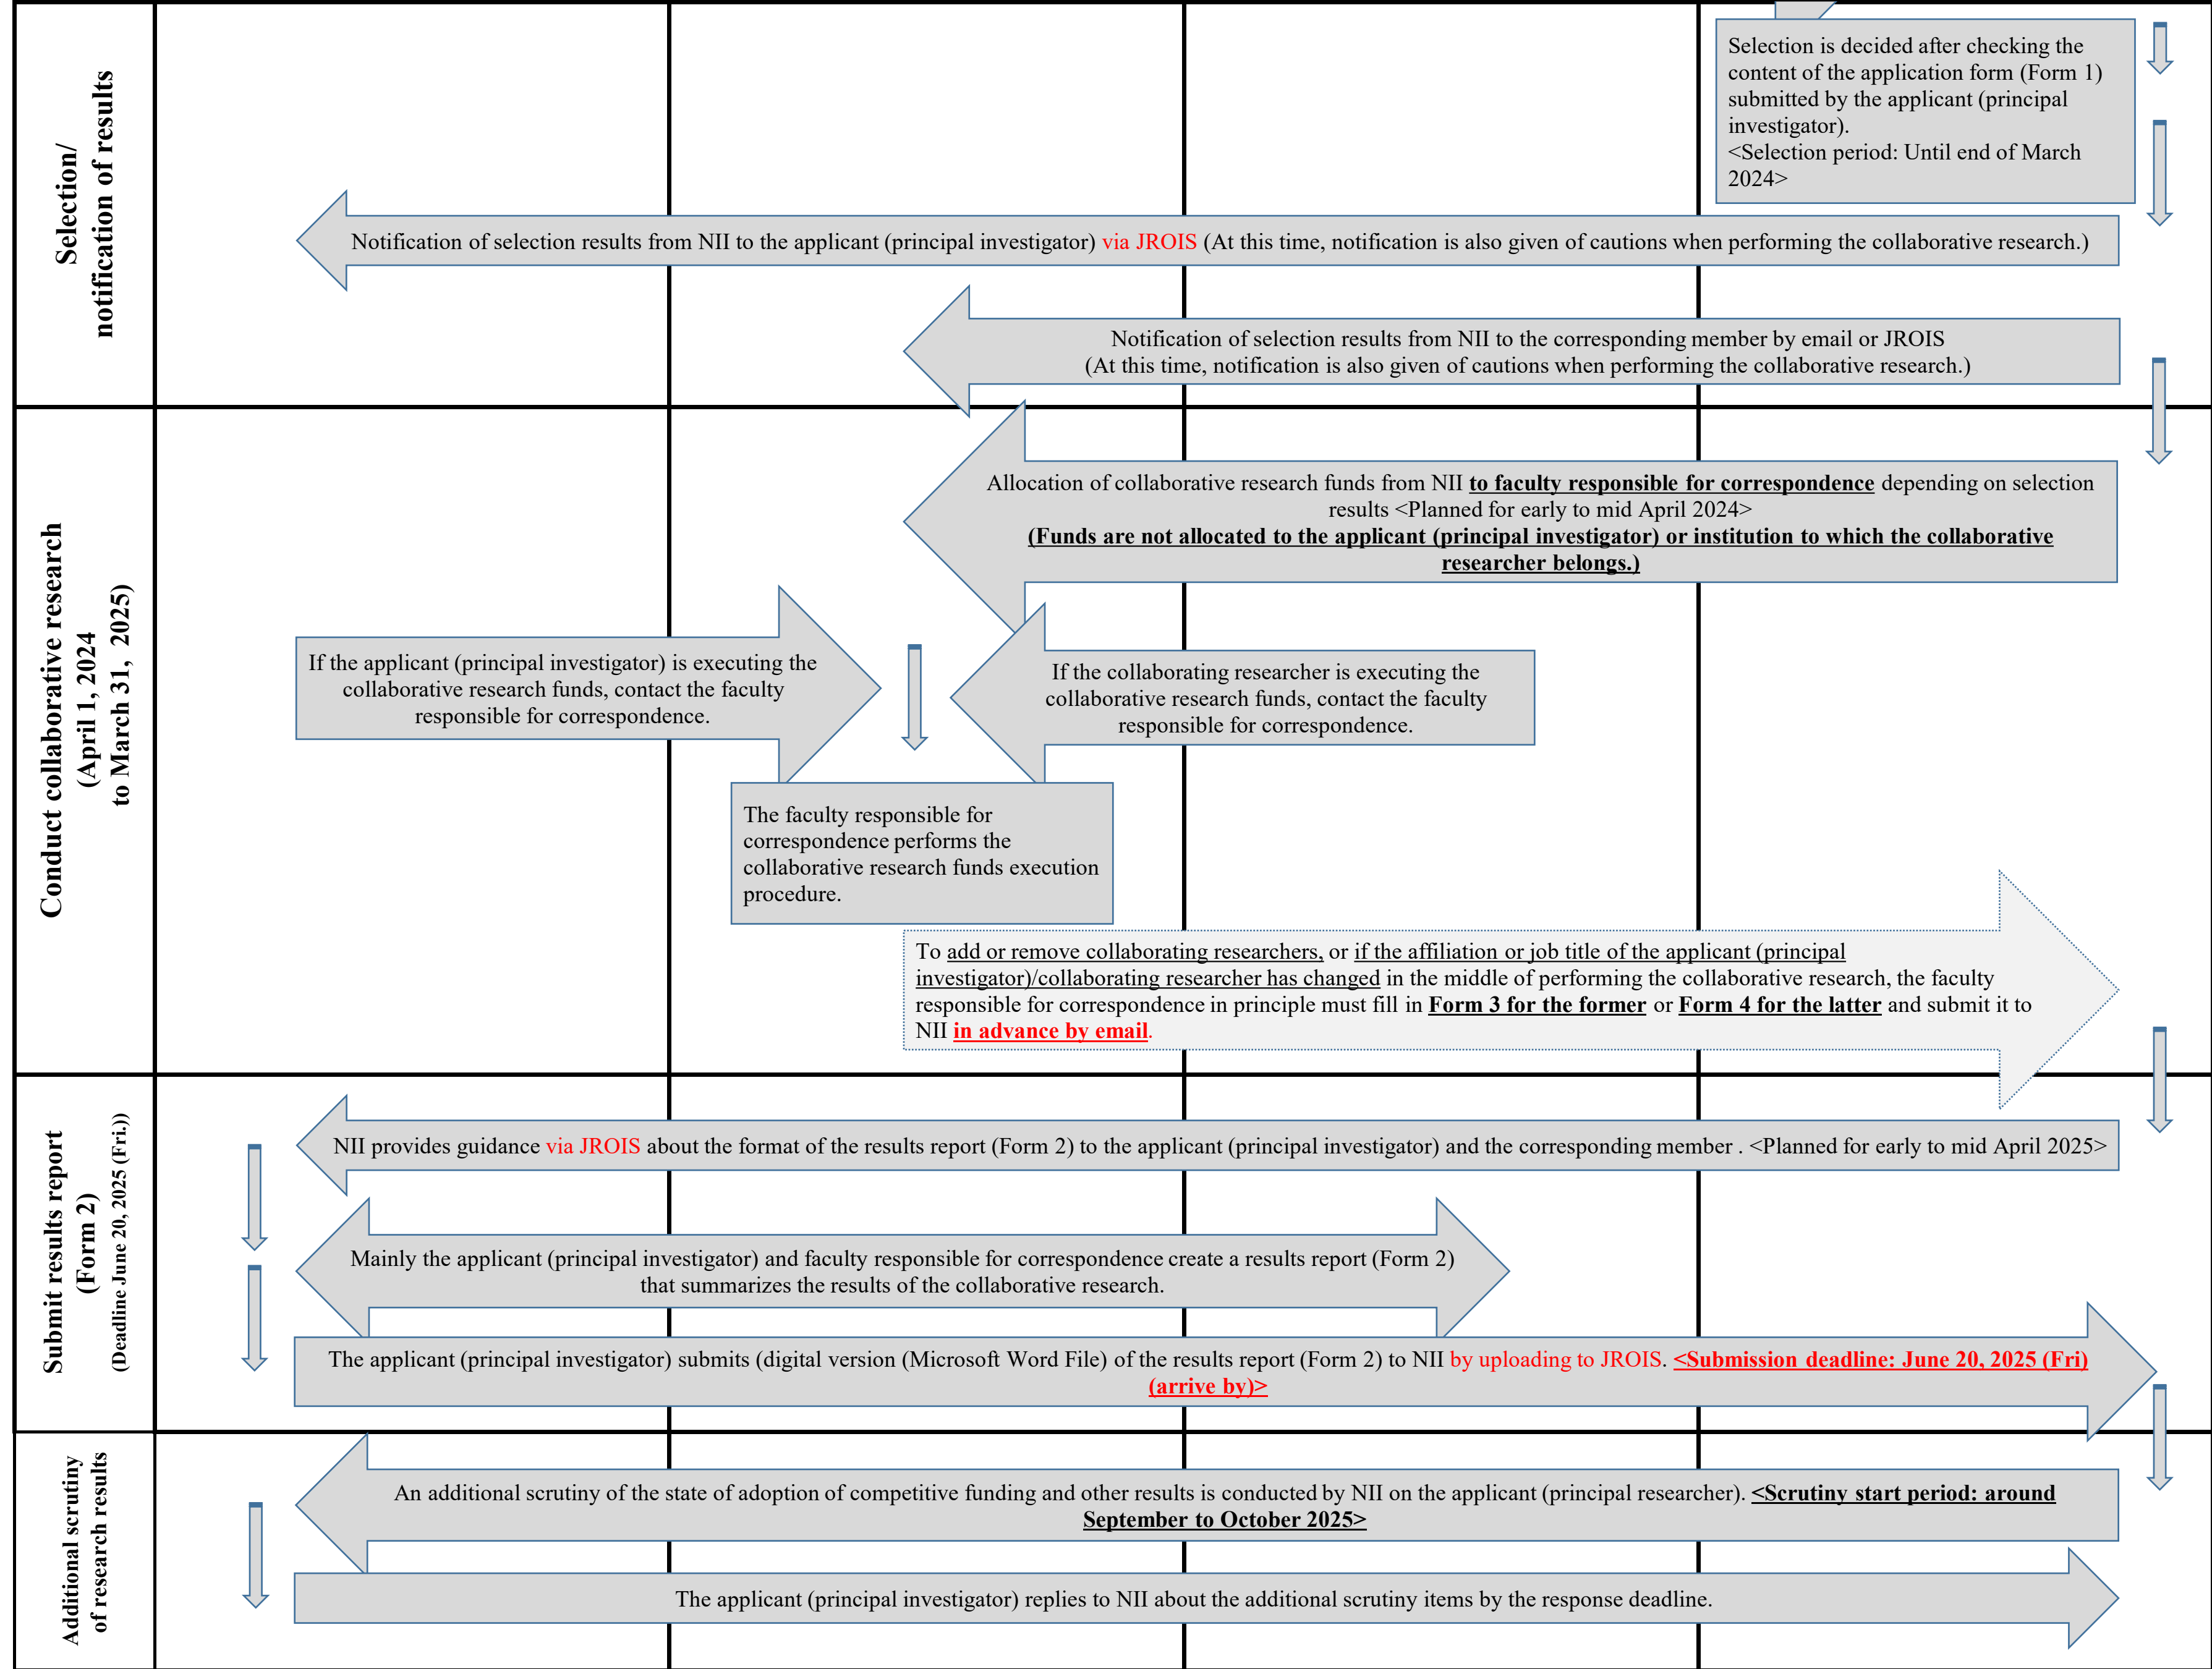 Selection/
notification of results
Selection is decided after checking the
content of the application form (Form 1)
submitted by the applicant (principal
investigator).
<Selection period: Until end of March
2024>
Notification of selection results from NII to the applicant (principal investigator) via JROIS (At this time, notification is also given of cautions when performing the collaborative research.)
Notification of selection results from NII to the corresponding member by email or JROIS
(At this time, notification is also given of cautions when performing the collaborative research.)
Conduct collaborative research
(April 1, 2024
to March 31, 2025)
Allocation of collaborative research funds from NII to faculty responsible for correspondence depending on selection
results <Planned for early to mid April 2024>
(Funds are not allocated to the applicant (principal investigator) or institution to which the collaborative
researcher belongs.)
If the applicant (principal investigator) is executing the
collaborative research funds, contact the faculty
responsible for correspondence.
If the collaborating researcher is executing the
collaborative research funds, contact the faculty
responsible for correspondence.
The faculty responsible for
correspondence performs the
collaborative research funds execution
procedure.
To add or remove collaborating researchers, or if the affiliation or job title of the applicant (principal
investigator)/collaborating researcher has changed in the middle of performing the collaborative research, the faculty
responsible for correspondence in principle must fill in Form 3 for the former or Form 4 for the latter and submit it to
NII in advance by email.
Submit results report
(Form 2)
(Deadline June 20, 2025 (Fri.))
NII provides guidance via JROIS about the format of the results report (Form 2) to the applicant (principal investigator) and the corresponding member . <Planned for early to mid April 2025>
Mainly the applicant (principal investigator) and faculty responsible for correspondence create a results report (Form 2)
that summarizes the results of the collaborative research.
The applicant (principal investigator) submits (digital version (Microsoft Word File) of the results report (Form 2) to NII by uploading to JROIS. <Submission deadline: June 20, 2025 (Fri)
(arrive by)>
Additional scrutiny
of research results
An additional scrutiny of the state of adoption of competitive funding and other results is conducted by NII on the applicant (principal researcher). <Scrutiny start period: around
September to October 2025>
The applicant (principal investigator) replies to NII about the additional scrutiny items by the response deadline.